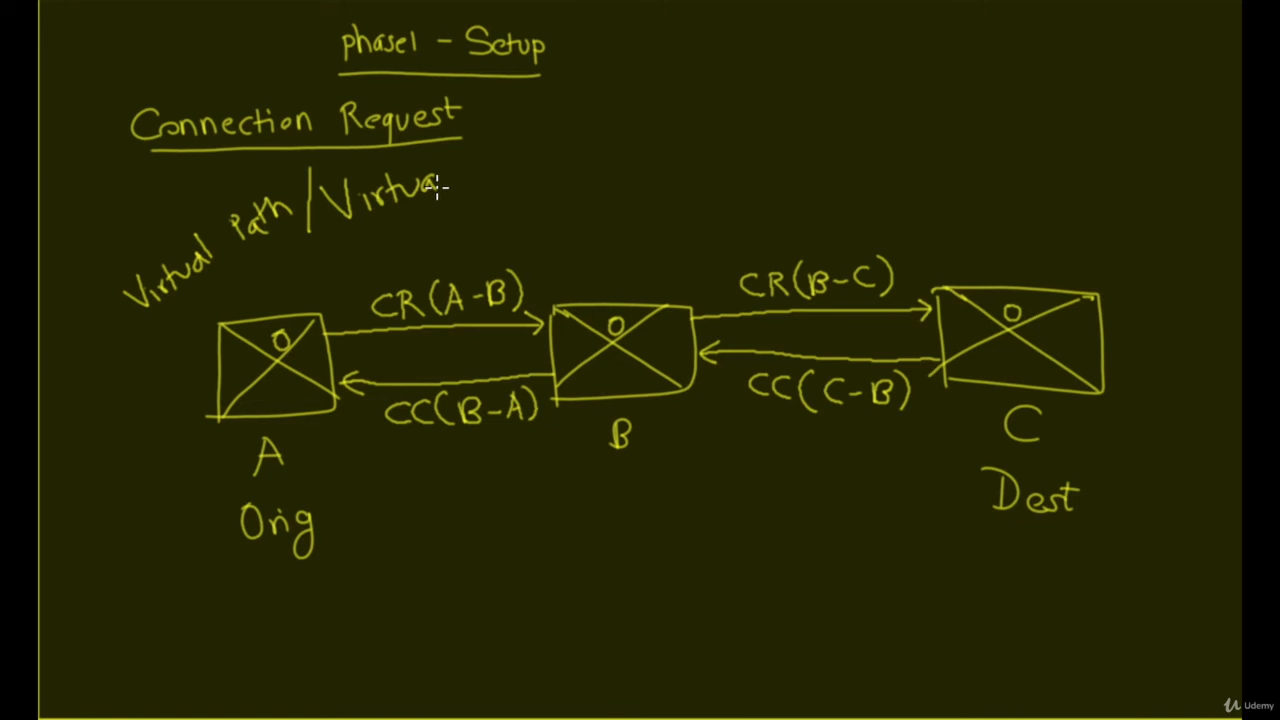 phase1 - Setup
Connection Request
Virtual Path / Virtua
CR(A-B)
CR(B-C)
O
O
O
CC(B-A)
CC(C-B)
A
B
C
Orig
Dest
Udemy